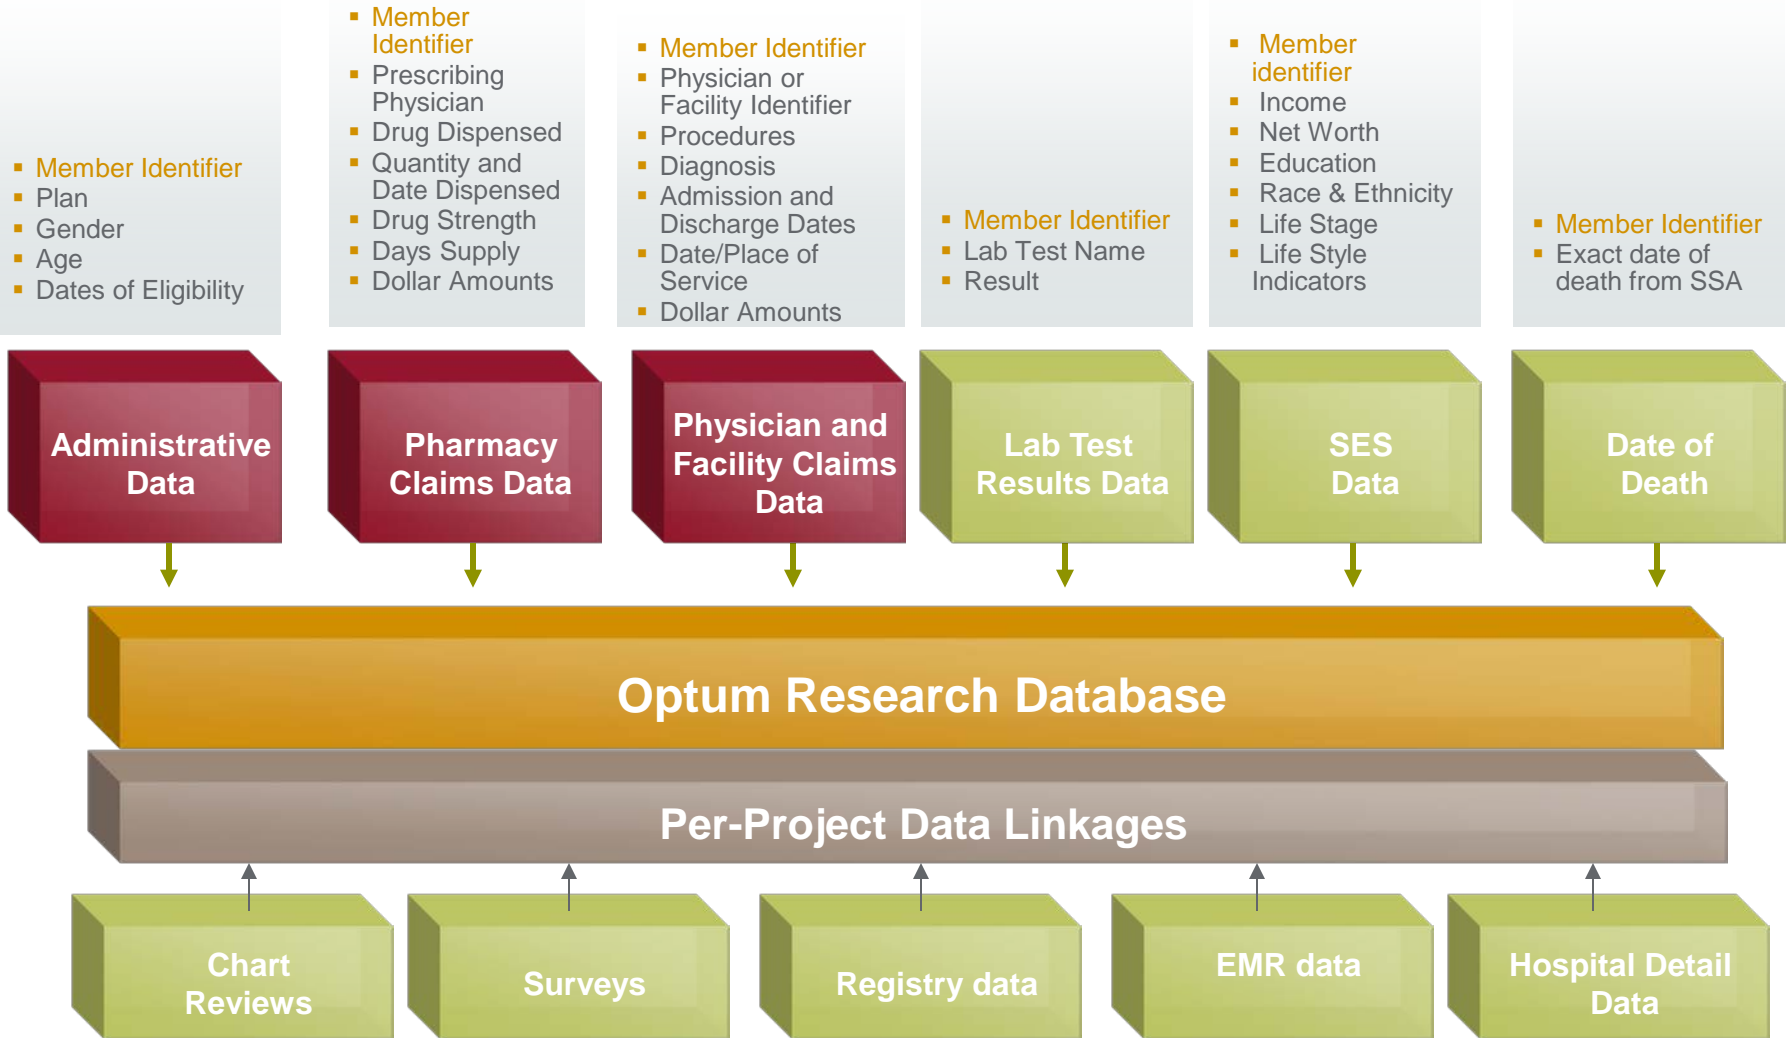 Member Identifier
Plan
Gender
Age
Dates of Eligibility
Member
Identifier
Prescribing
Physician
Drug Dispensed
Quantity and
Date Dispensed
Drug Strength
Days Supply
Dollar Amounts
Member Identifier
Physician or
Facility Identifier
Procedures
Diagnosis
Admission and
Discharge Dates
Date/Place of
Service
Dollar Amounts
Member Identifier
Lab Test Name
Result
Member
identifier
Income
Net Worth
Education
Race & Ethnicity
Life Stage
Life Style
Indicators
Member Identifier
Exact date of
death from SSA
Administrative
Data
Pharmacy
Claims Data
Physician and
Facility Claims
Data
Lab Test
Results Data
SES
Data
Date of
Death
Optum Research Database
Per-Project Data Linkages
Chart
Reviews
Surveys
Registry data
EMR data
Hospital Detail
Data